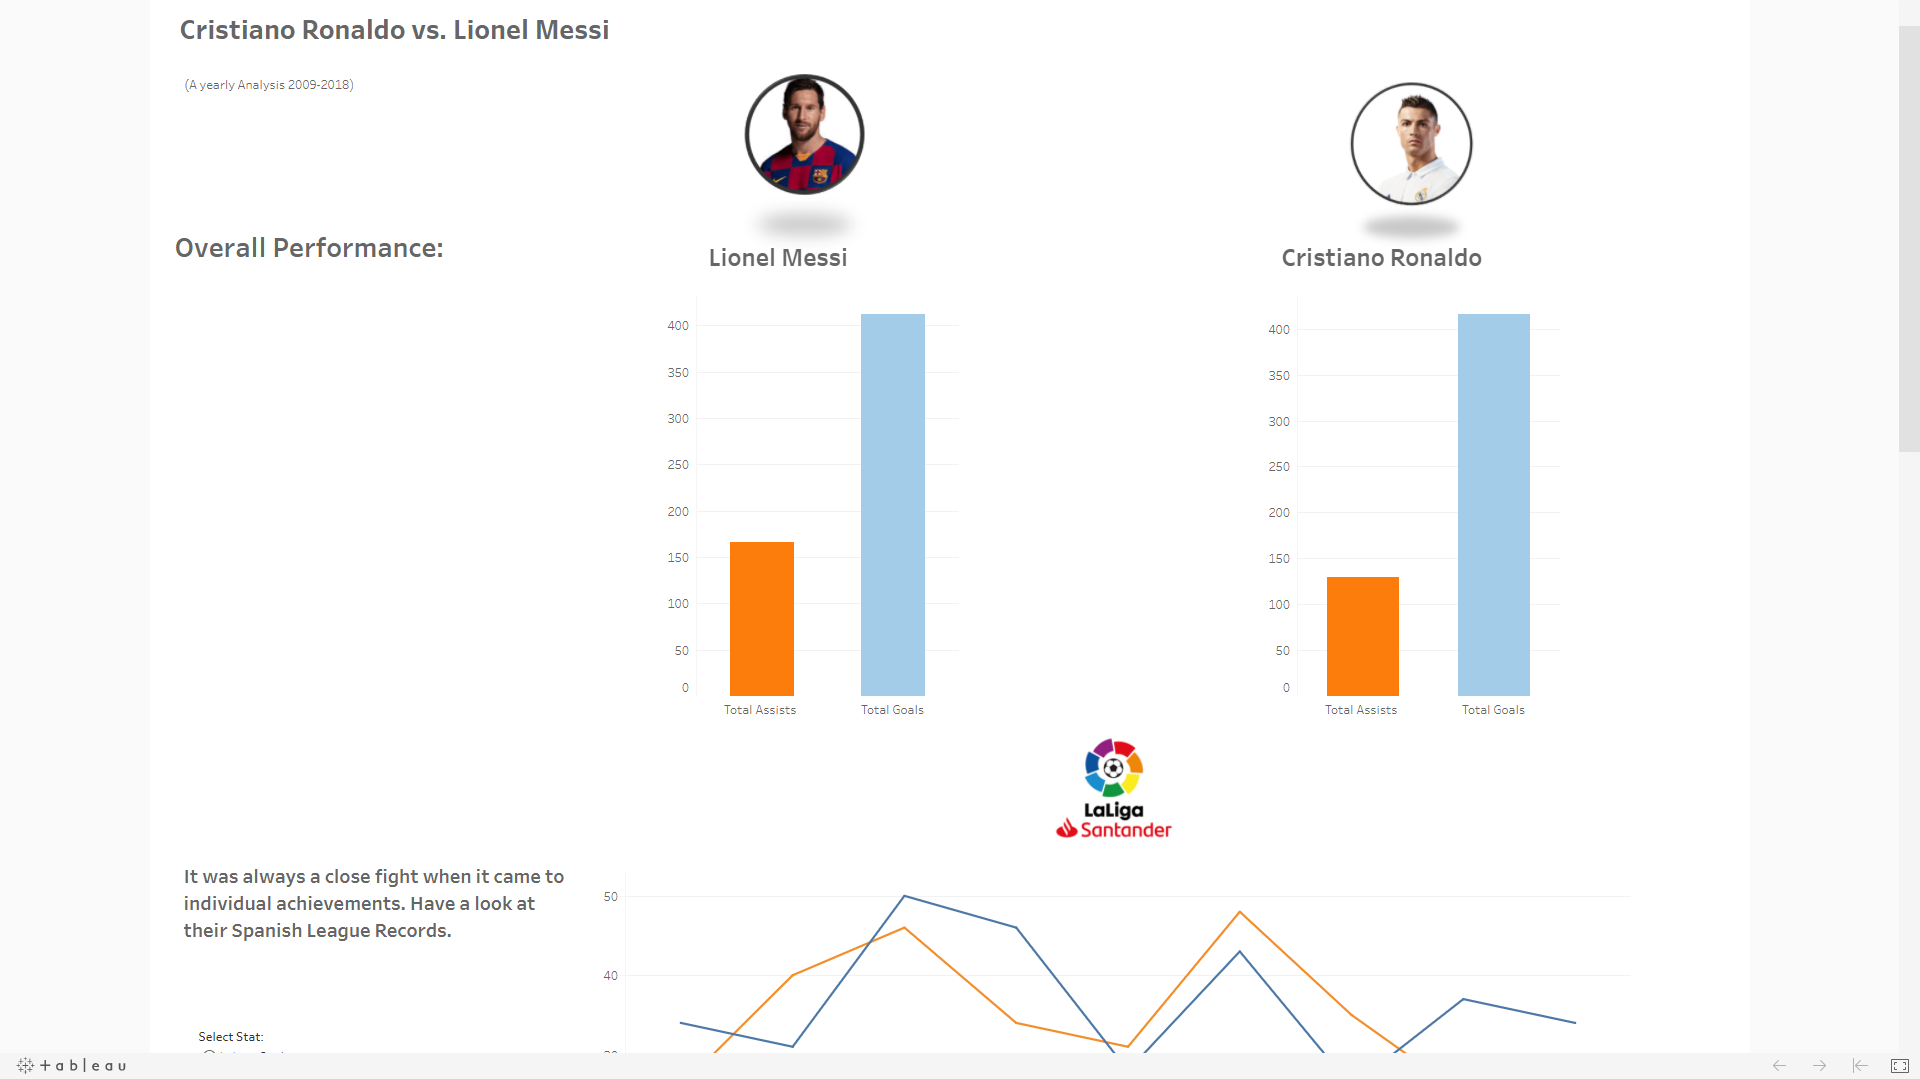 Cristiano Ronaldo vs. Lionel Messi
(A yearly Analysis 2009-2018)
Overall Performance:
Lionel Messi
Cristiano Ronaldo
400
350
300
250
200
150
100
50
0
Total Assists
Total Goals
400
350
300
250
200
150
100
50
0
Total Assists
Total Goals
LaLiga
Santander
It was always a close fight when it came to
individual achievements. Have a look at
their Spanish League Records.
50
40
Select Stat:
+ableau